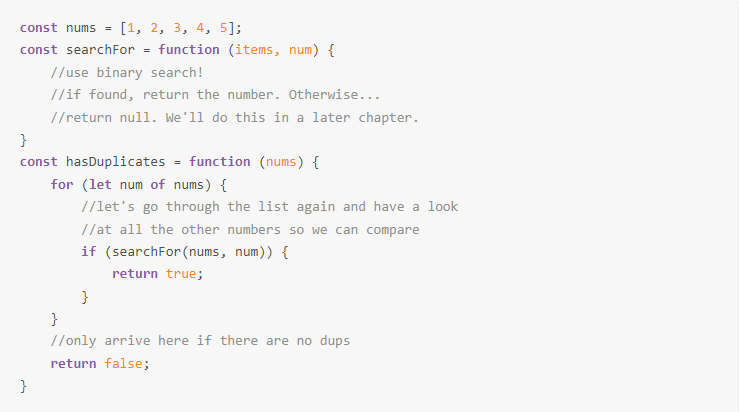 const nums = [1, 2, 3, 4, 5];
const searchFor = function (items, num) {
    //use binary search!
    //if found, return the number. Otherwise...
    //return null. We'll do this in a later chapter.
}
const hasDuplicates = function (nums) {
    for (let num of nums) {
        //let's go through the list again and have a look
        //at all the other numbers so we can compare
        if (searchFor(nums, num)) {
            return true;
        }
    }
    //only arrive here if there are no dups
    return false;
}